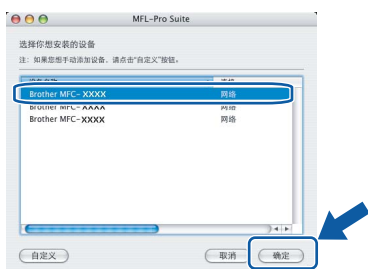 MFL-Pro Suite
选择你想安装的设备
注：如果您想手动添加设备，请点击“自定义”按钮。
Brother MFC-XXXX 网络
Brother MFC-XXXX 网络
Brother MFC-XXXX 网络
自定义 取消 确定